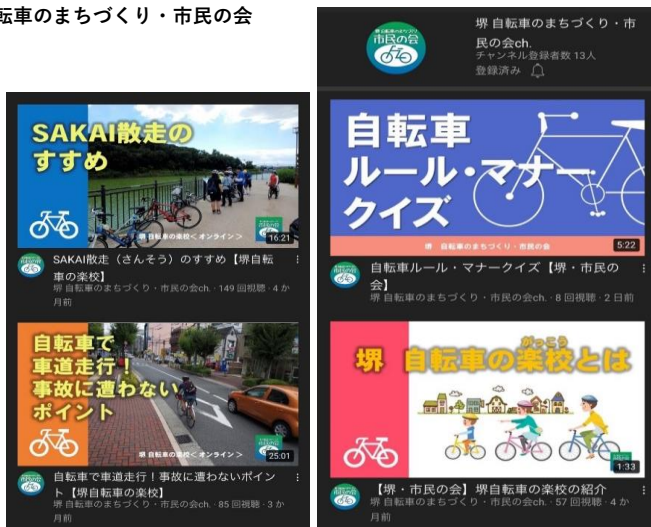 転車のまちづくり・市民の会
SAKAI散走の
すすめ
堺 自転車の楽校<オンライン>
16:21
SAKAI散走(さんそう)のすすめ【堺自転
車の楽校】
堺 自転車のまちづくり・市民の会ch.・149 回視聴・4 か
月前
自転車で
車道走行!
事故に遭わない
ポイント
堺 自転車の楽校<オンライン>
25:01
自転車で車道走行!事故に遭わないポイン
ト【堺自転車の楽校】
堺 自転車のまちづくり・市民の会ch.・85 回視聴・3 か
月前
市民の会
堺 自転車のまちづくり・市
民の会ch.
チャンネル登録者数 13人
登録済み
自転車
ルール・マナー
クイズ
堺 自転車のまちづくり・市民の会
5:22
自転車ルール・マナークイズ【堺・市民の
会】
堺 自転車のまちづくり・市民の会ch.・8 回視聴・2 日前
がっこう
堺 自転車の楽校とは
1:33
【堺・市民の会】堺自転車の楽校の紹介
堺 自転車のまちづくり・市民の会ch.・57 回視聴・4 か
月前